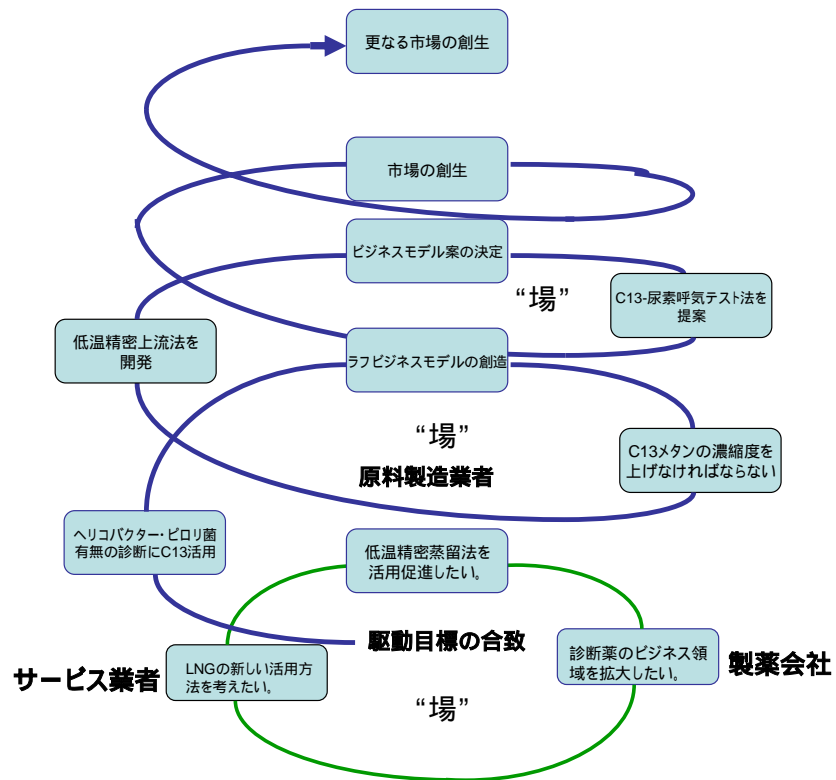 更なる市場の創生
市場の創生
ビジネスモデル案の決定
“場”
C13-尿素呼気テスト法を
提案
低温精密上流法を
開発
ラフビジネスモデルの創造
“場”
原料製造業者
C13メタンの濃縮度を
上げなければならない
ヘリコバクター・ピロリ菌
有無の診断にC13活用
低温精密蒸留法を
活用促進したい。
駆動目標の合致
サービス業者
LNGの新しい活用方
法を考えたい。
診断薬のビジネス領
域を拡大したい。
製薬会社
“場”